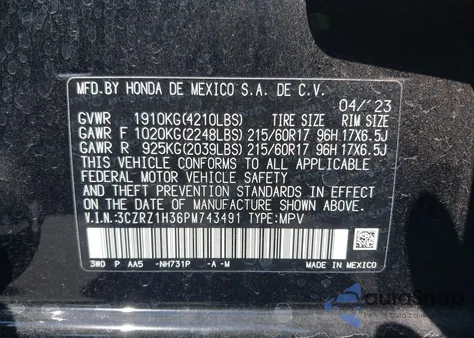 MFD.BY HONDA DE MEXICO S.A. DE C.V.
04/'23
GVWR 1910KG(4210LBS) TIRE SIZE RIM SIZE
GAWR F 1020KG(2248LBS) 215/60R17 96H 17X6.5J
GAWR R 925KG(2039LBS) 215/60R17 96H 17X6.5J
THIS VEHICLE CONFORMS TO ALL APPLICABLE
FEDERAL MOTOR VEHICLE SAFETY
AND THEFT PREVENTION STANDARDS IN EFFECT
ON THE DATE OF MANUFACTURE SHOWN ABOVE.
V.I.N.:3CZRZ1H36PM743491 TYPE:MPV
3W0 P AA5 -NH731P -A-M MADE IN MEXICO
autoSnap